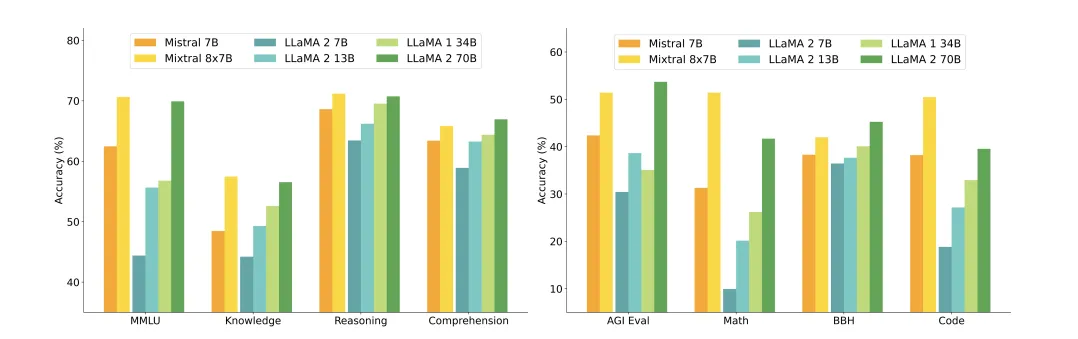 Mistral 7B LLaMA 2 7B LLaMA 1 34B
Mixtral 8x7B LLaMA 2 13B LLaMA 2 70B
80
70
60
50
40
Accuracy (%)
MMLU Knowledge Reasoning Comprehension
Mistral 7B LLaMA 2 7B LLaMA 1 34B
Mixtral 8x7B LLaMA 2 13B LLaMA 2 70B
60
50
40
30
20
10
Accuracy (%)
AGI Eval Math BBH Code